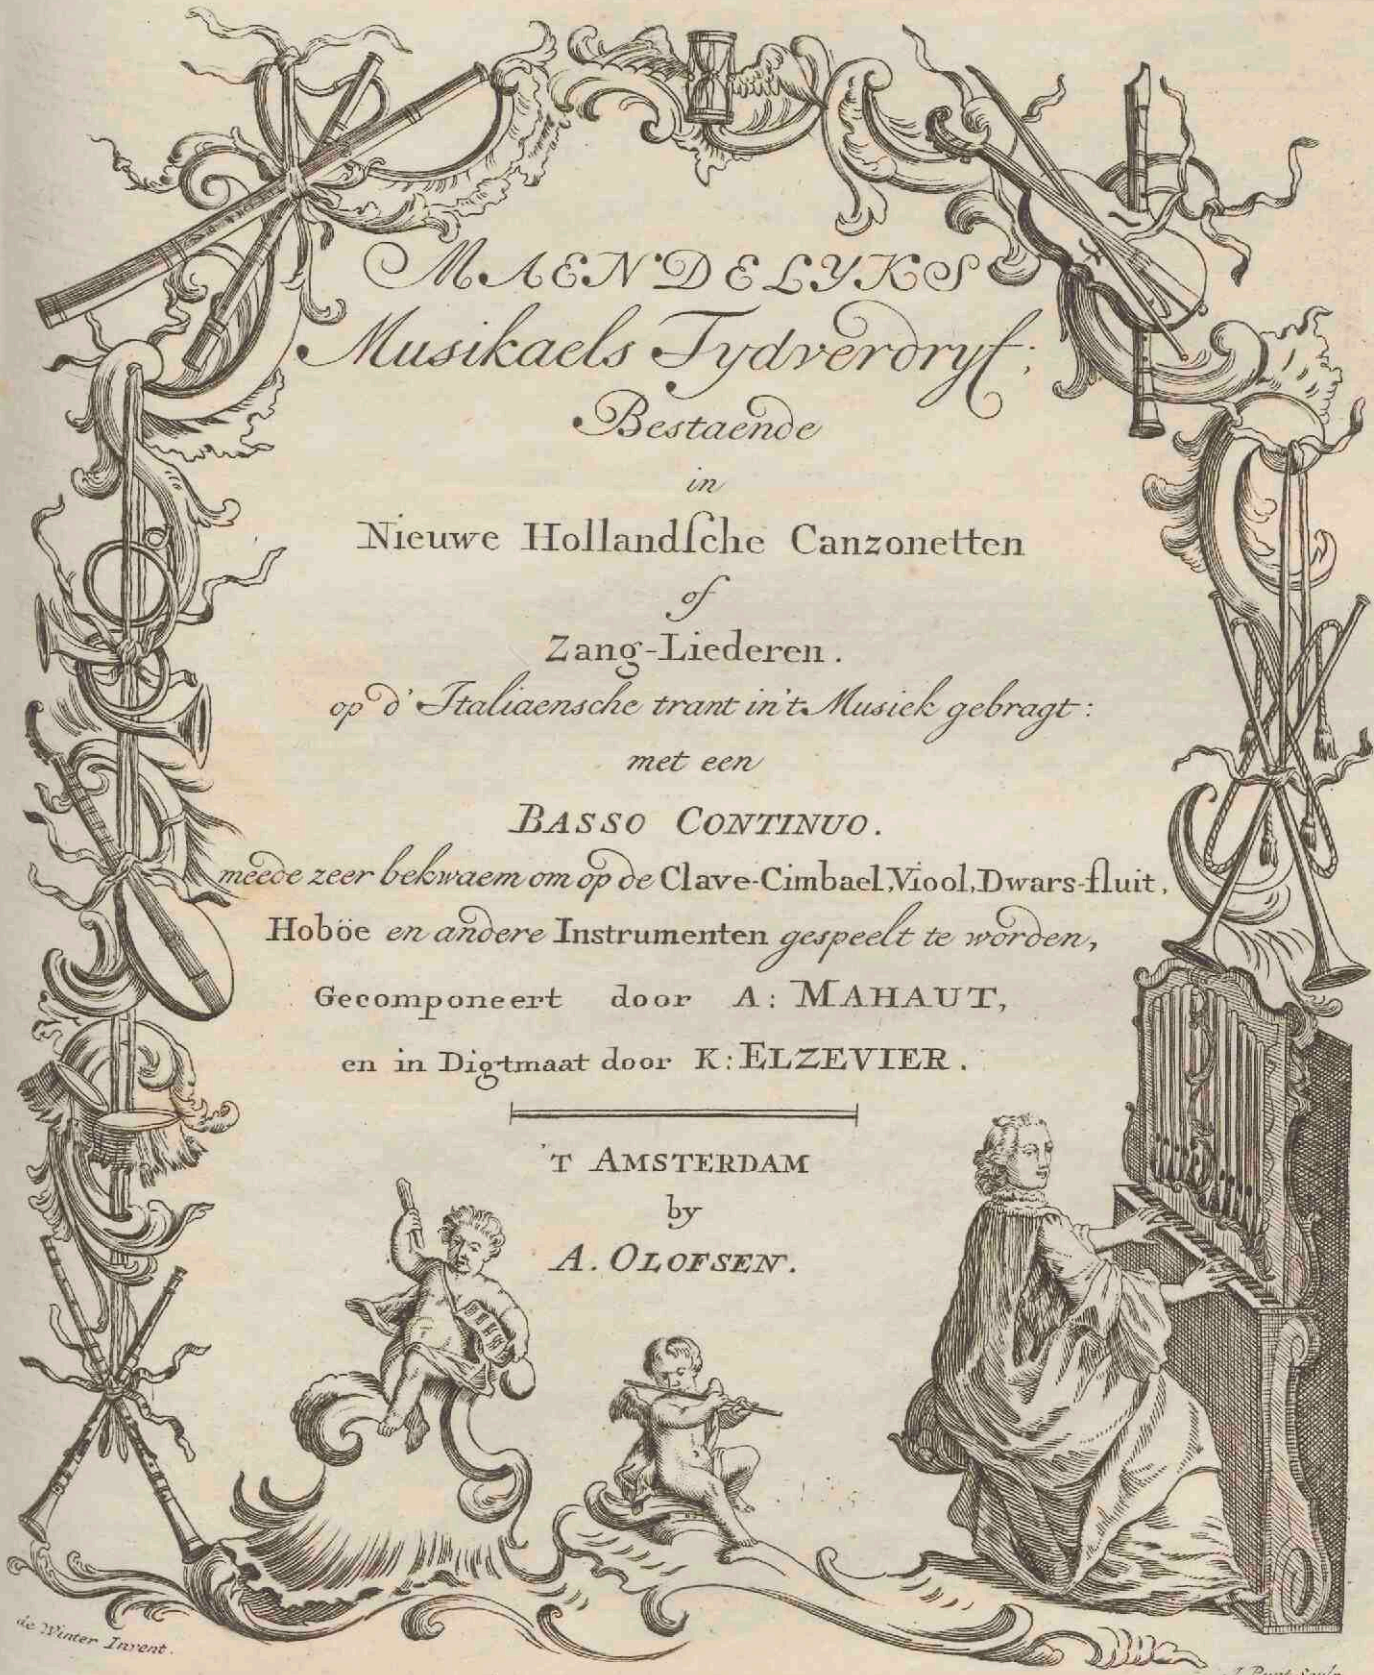 MAENDELYKS
Musikaels Tydverdryf;
Bestaende
in
Nieuwe Hollandſche Canzonetten
of
Zang-Liederen.
op d' Italiaensche trant in't Musiek gebragt:
met een
BASSO CONTINUO.
meede zeer bekwaem om op de Clave-Cimbael, Viool, Dwars-fluit,
Hoböe en andere Instrumenten gespeelt te worden,
Gecomponeert door A: MAHAUT,
en in Digtmaat door K: ELZEVIER.
'T AMSTERDAM
by
A. OLOFSEN.
de Winter Invent.